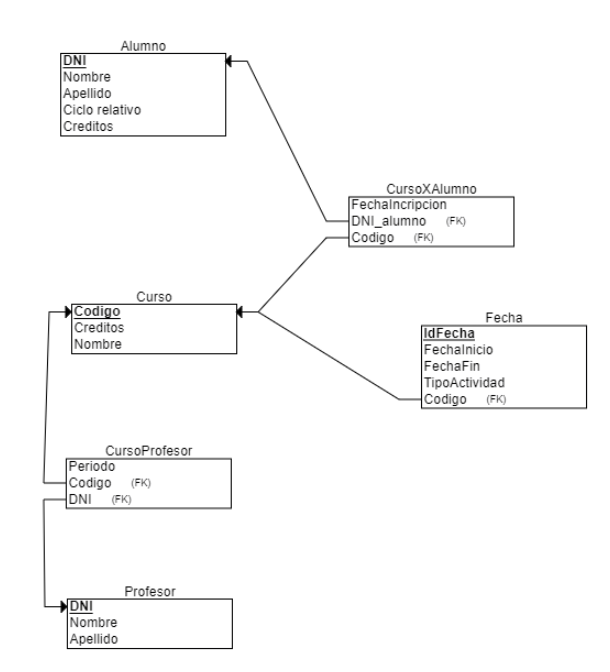 Alumno
DNI
Nombre
Apellido
Ciclo relativo
Creditos
CursoXAlumno
FechaIncripcion
DNI_alumno (FK)
Codigo (FK)
Curso
Codigo
Creditos
Nombre
Fecha
IdFecha
FechaInicio
FechaFin
TipoActividad
Codigo (FK)
CursoProfesor
Periodo
Codigo (FK)
DNI (FK)
Profesor
DNI
Nombre
Apellido